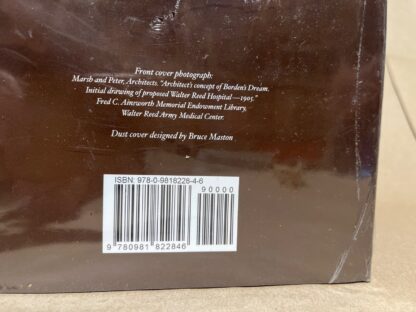 Front cover photograph:
Marsh and Peter, Architects. "Architect's concept of Borden's Dream.
Initial drawing of proposed Walter Reed Hospital—1905."
Fred C. Ainsworth Memorial Endowment Library,
Walter Reed Army Medical Center.
Dust cover designed by Bruce Maston
ISBN: 978-0-9818228-4-6
90000
9 780981 822846